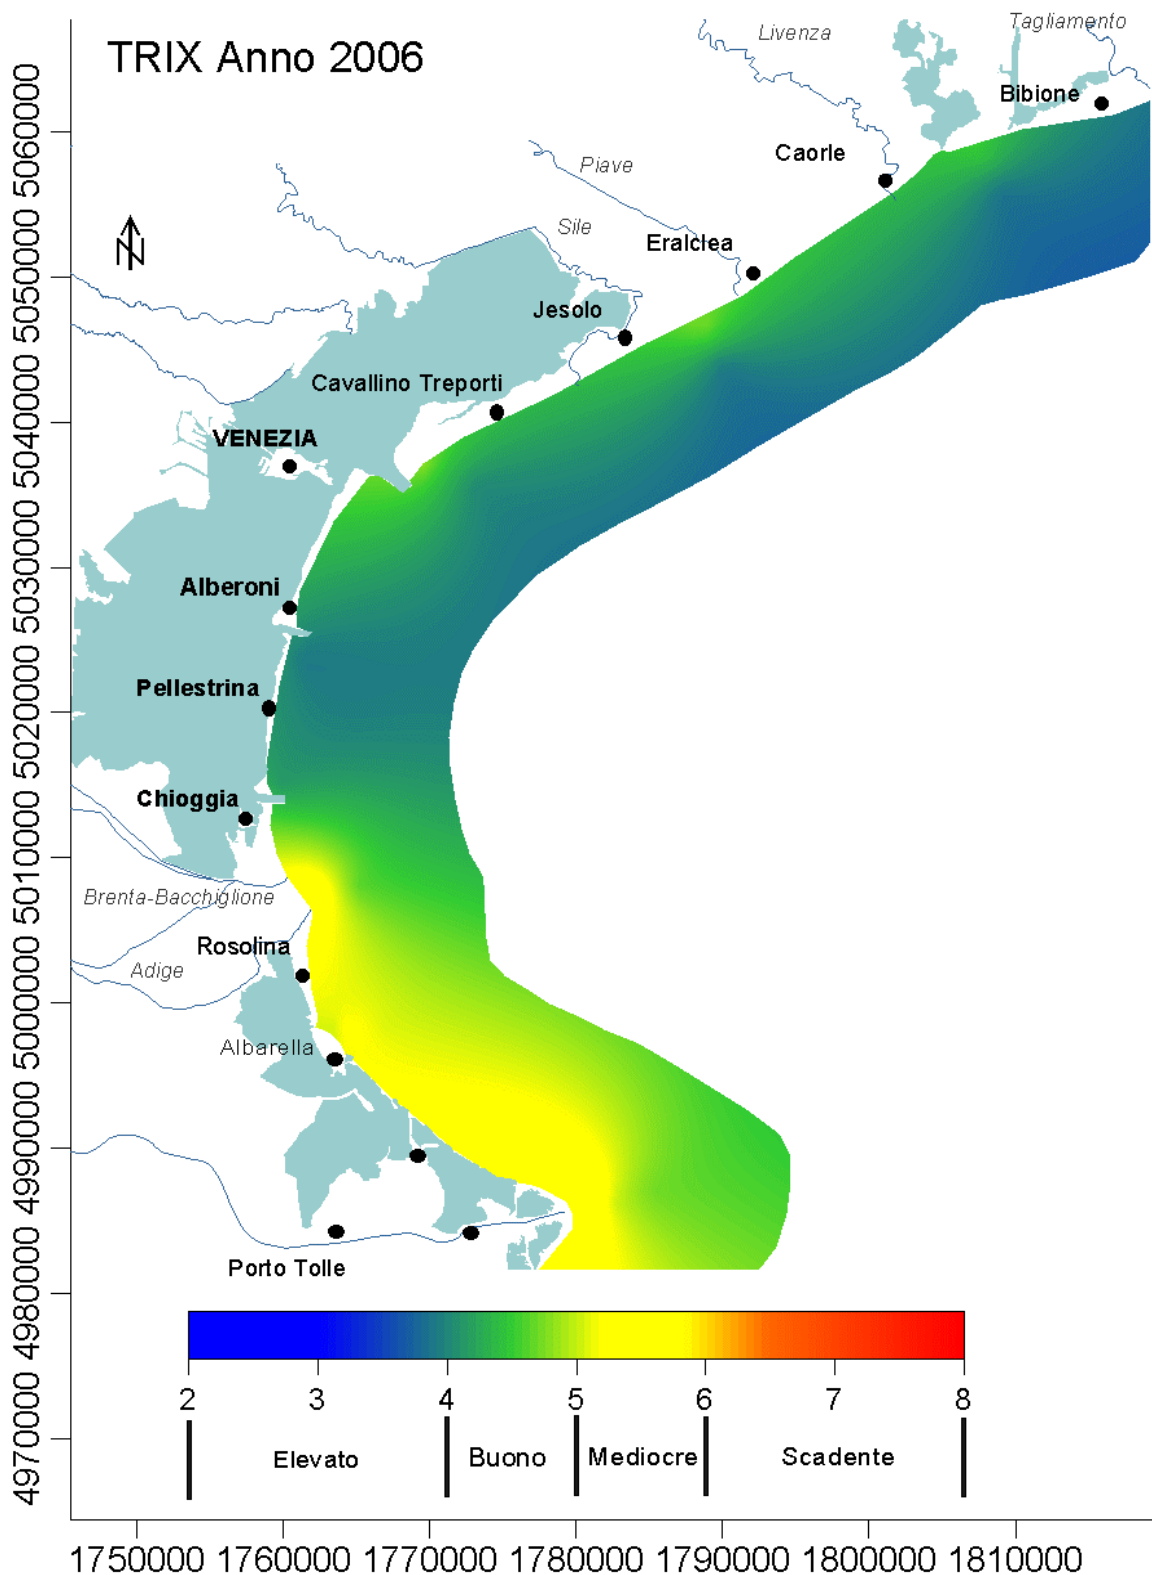 TRIX Anno 2006
Tagliamento
Livenza
Bibione
Caorle
Piave
Sile
Eralclea
Jesolo
Cavallino Treporti
VENEZIA
N
Alberoni
Pellestrina
Chioggia
Brenta-Bacchiglione
Rosolina
Adige
Albarella
Porto Tolle
5060000
5050000
5040000
5030000
5020000
5010000
5000000
4990000
4980000
4970000
2 3 4 5 6 7 8
Elevato Buono Mediocre Scadente
1750000 1760000 1770000 1780000 1790000 1800000 1810000